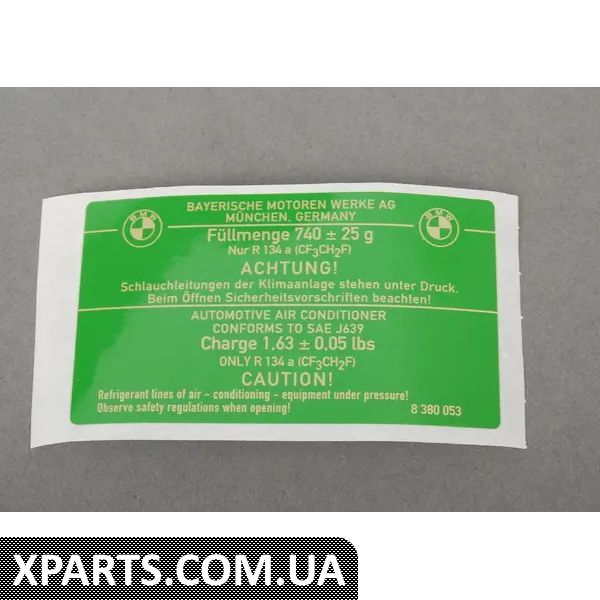 BAYERISCHE MOTOREN WERKE AG
MÜNCHEN, GERMANY
BMW
BMW
Füllmenge 740 ± 25 g
Nur R 134 a (CF₃CH₂F)
ACHTUNG!
Schlauchleitungen der Klimaanlage stehen unter Druck.
Beim Öffnen Sicherheitsvorschriften beachten!
AUTOMOTIVE AIR CONDITIONER
CONFORMS TO SAE J639
Charge 1,63 ± 0,05 lbs
ONLY R 134 a (CF₃CH₂F)
CAUTION!
Refrigerant lines of air - conditioning - equipment under pressure!
Observe safety regulations when opening!
8 380 053
XPARTS.COM.UA